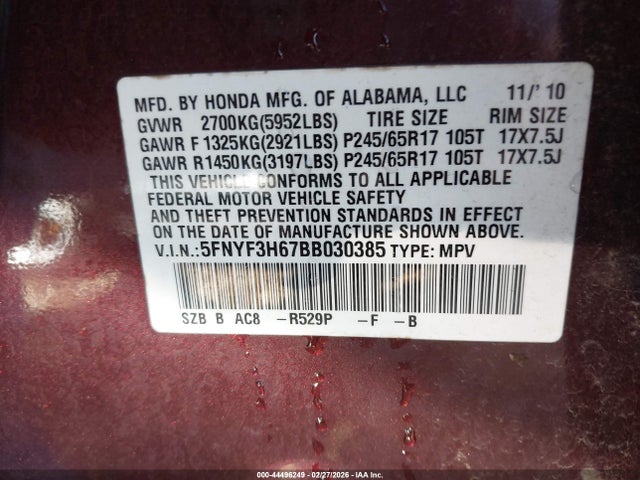 MFD. BY HONDA MFG. OF ALABAMA, LLC 11/' 10
GVWR 2700KG(5952LBS) TIRE SIZE RIM SIZE
GAWR F 1325KG(2921LBS) P245/65R17 105T 17X7.5J
GAWR R1450KG(3197LBS) P245/65R17 105T 17X7.5J
THIS VEHICLE CONFORMS TO ALL APPLICABLE
FEDERAL MOTOR VEHICLE SAFETY
AND THEFT PREVENTION STANDARDS IN EFFECT
ON THE DATE OF MANUFACTURE SHOWN ABOVE.
V.I.N.:5FNYF3H67BB030385 TYPE: MPV
SZB B AC8 -R529P -F -B
000-44496249 - 02/27/2026 - IAA Inc.